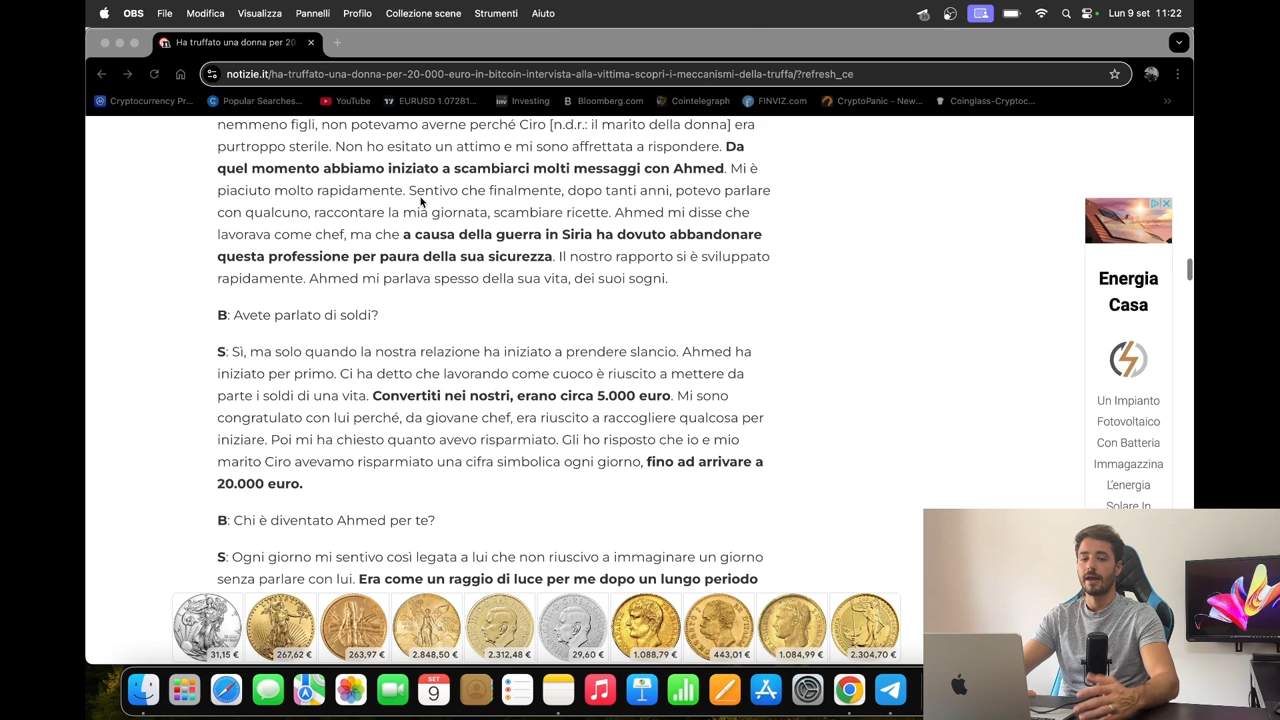 OBS File Modifica Visualizza Pannelli Profilo Collezione scene Strumenti Aiuto Lun 9 set 11:22
Ha truffato una donna per 20
notizie.it/ha-truffato-una-donna-per-20-000-euro-in-bitcoin-intervista-alla-vittima-scopri-i-meccanismi-della-truffa/?refresh_ce
Cryptocurrency Pr... Popular Searches... YouTube EURUSD 1.07281... Investing Bloomberg.com Cointelegraph FINVIZ.com CryptoPanic - New... Coinglass-Cryptoc...
nemmeno figli, non potevamo averne perché Ciro [n.d.r.: il marito della donna] era
purtroppo sterile. Non ho esitato un attimo e mi sono affrettata a rispondere. Da
quel momento abbiamo iniziato a scambiarci molti messaggi con Ahmed. Mi è
piaciuto molto rapidamente. Sentivo che finalmente, dopo tanti anni, potevo parlare
con qualcuno, raccontare la mia giornata, scambiare ricette. Ahmed mi disse che
lavorava come chef, ma che a causa della guerra in Siria ha dovuto abbandonare
questa professione per paura della sua sicurezza. Il nostro rapporto si è sviluppato
rapidamente. Ahmed mi parlava spesso della sua vita, dei suoi sogni.
B: Avete parlato di soldi?
S: Sì, ma solo quando la nostra relazione ha iniziato a prendere slancio. Ahmed ha
iniziato per primo. Ci ha detto che lavorando come cuoco è riuscito a mettere da
parte i soldi di una vita. Convertiti nei nostri, erano circa 5.000 euro. Mi sono
congratulato con lui perché, da giovane chef, era riuscito a raccogliere qualcosa per
iniziare. Poi mi ha chiesto quanto avevo risparmiato. Gli ho risposto che io e mio
marito Ciro avevamo risparmiato una cifra simbolica ogni giorno, fino ad arrivare a
20.000 euro.
B: Chi è diventato Ahmed per te?
S: Ogni giorno mi sentivo così legata a lui che non riuscivo a immaginare un giorno
senza parlare con lui. Era come un raggio di luce per me dopo un lungo periodo
Energia
Casa
Un Impianto
Fotovoltaico
Con Batteria
Immagazzina
L'energia
Solare In
31,15 € 267,62 € 263,97 € 2.848,50 € 2.312,48 € 29,60 € 1.088,79 € 443,01 € 1.084,99 € 2.304,70 €
SET
9